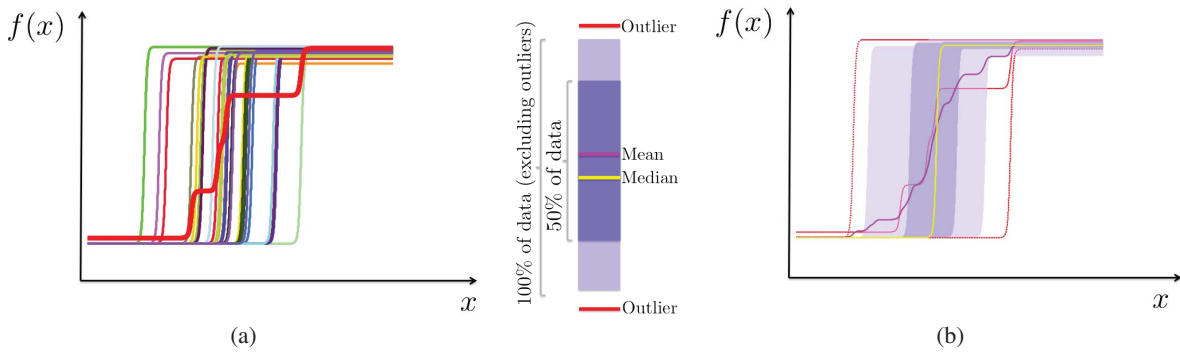 f(x)
x
(a)
100% of data (excluding outliers)
50% of data
Outlier
Mean
Median
Outlier
f(x)
x
(b)